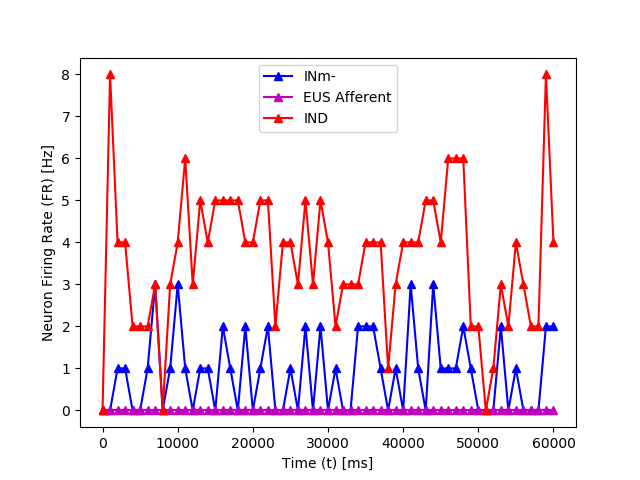 INm-
EUS Afferent
IND
Neuron Firing Rate (FR) [Hz]
8
7
6
5
4
3
2
1
0
0 10000 20000 30000 40000 50000 60000
Time (t) [ms]